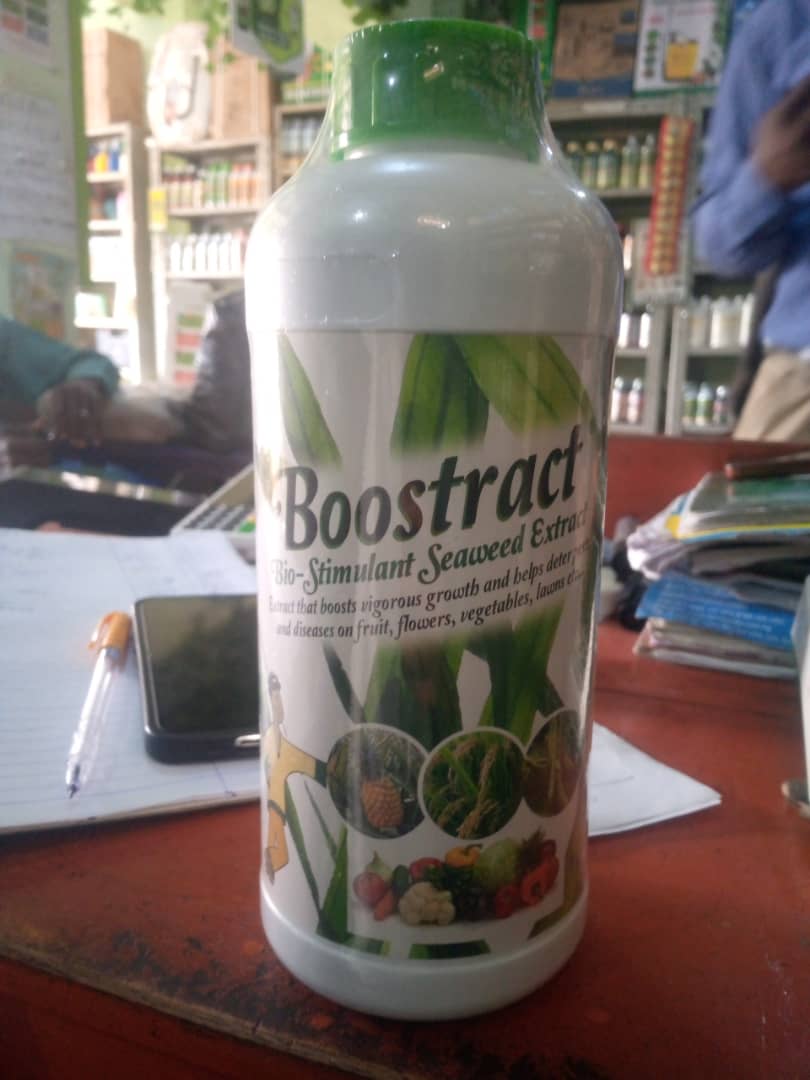 Boostract
Bio-Stimulant Seaweed Extract
Extract that boosts vigorous growth and helps deter
and diseases on fruit, flowers, vegetables, lawns